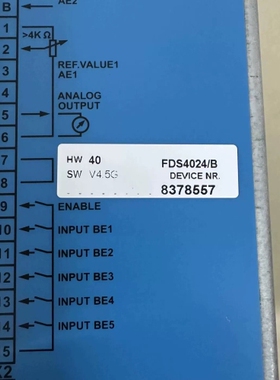 B
AE2
1
>4K Ω
2
REF.VALUE1
3
AE1
4
ANALOG
5
OUTPUT
6
7
HW 40
FDS4024/B
SW V4.5G
DEVICE NR.
8
8378557
9
ENABLE
10
INPUT BE1
11
INPUT BE2
12
INPUT BE3
13
INPUT BE4
14
INPUT BE5
15
X2